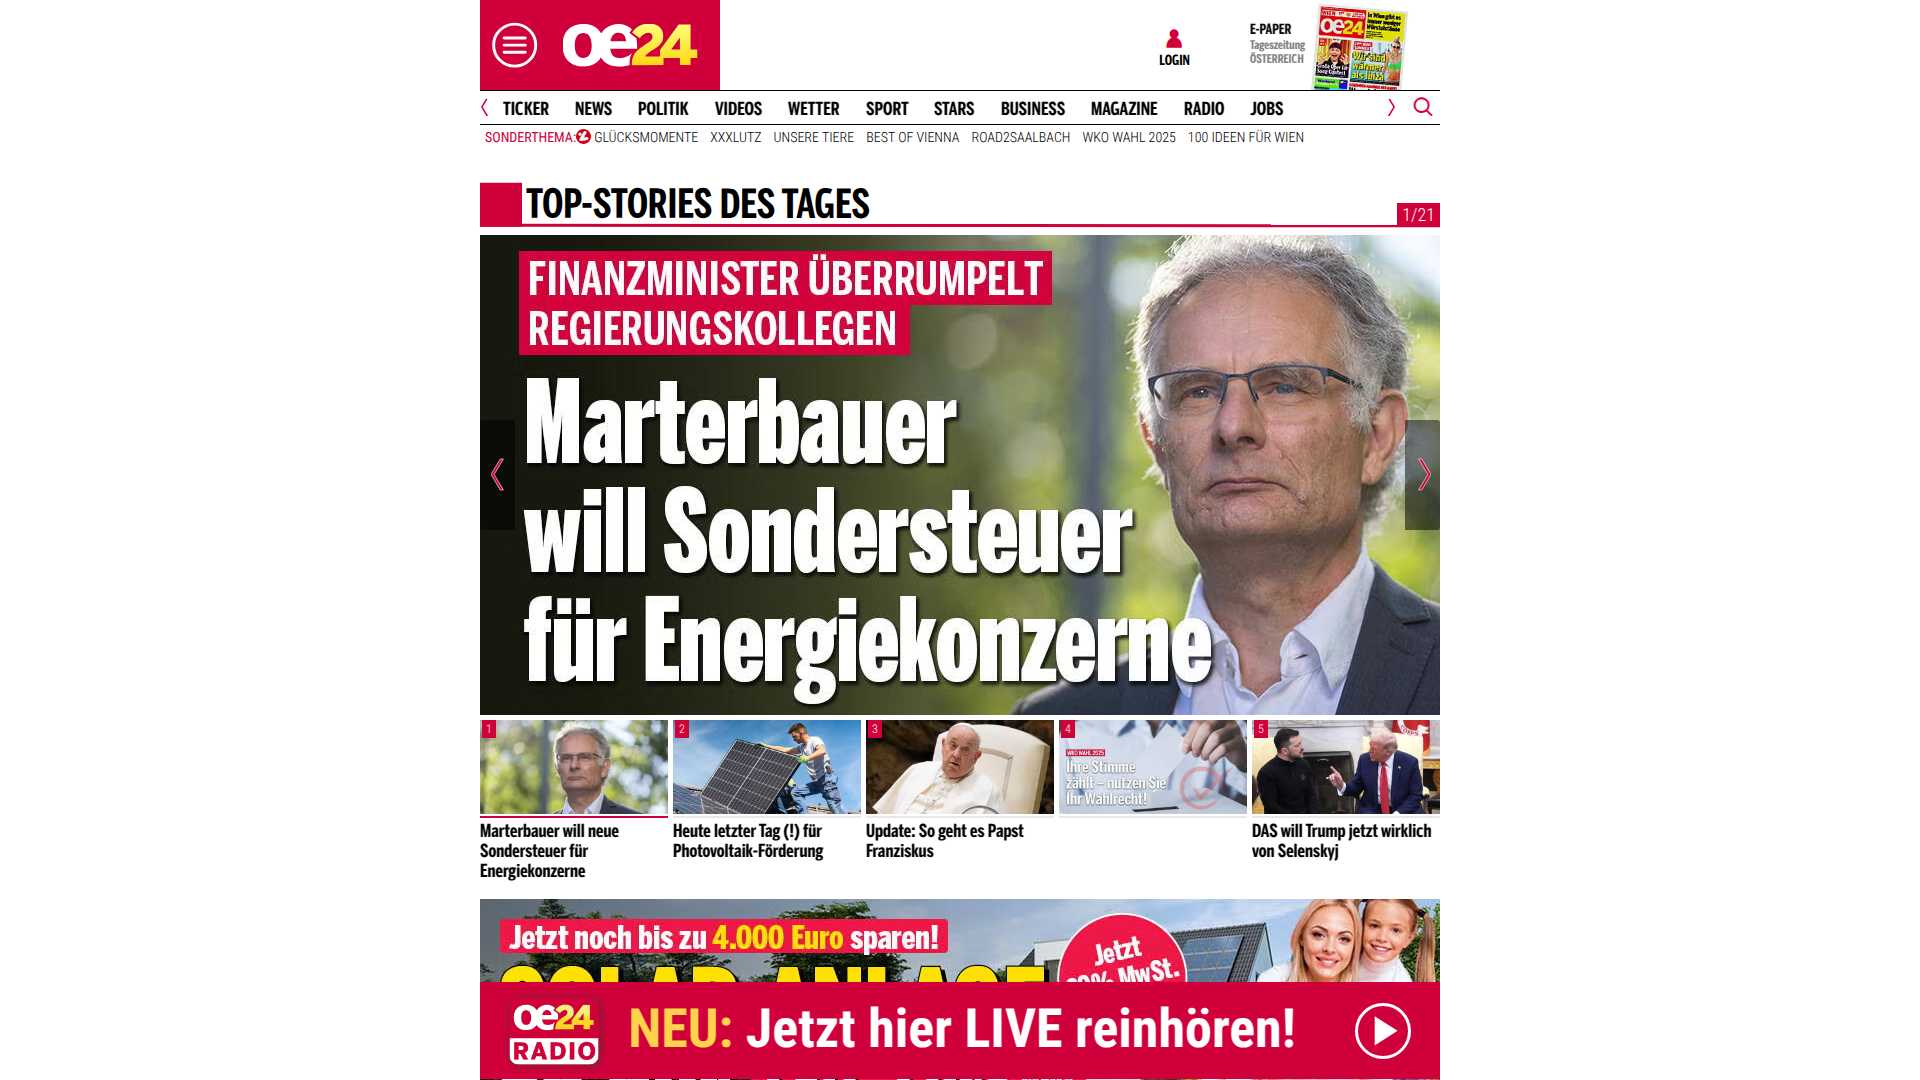 oe24
LOGIN
E-PAPER
Tageszeitung
ÖSTERREICH
oe24
TICKER NEWS POLITIK VIDEOS WETTER SPORT STARS BUSINESS MAGAZINE RADIO JOBS
SONDERTHEMA: GLÜCKSMOMENTE XXXLUTZ UNSERE TIERE BEST OF VIENNA ROAD2SAALBACH WKO WAHL 2025 100 IDEEN FÜR WIEN
TOP-STORIES DES TAGES
1/21
FINANZMINISTER ÜBERRUMPELT
REGIERUNGSKOLLEGEN
Marterbauer
will Sondersteuer
für Energiekonzerne
1
2
3
4
5
WKO WAHL 2025
Ihre Stimme
zählt – nutzen Sie
Ihr Wahlrecht!
Marterbauer will neue
Sondersteuer für
Energiekonzerne
Heute letzter Tag (!) für
Photovoltaik-Förderung
Update: So geht es Papst
Franziskus
DAS will Trump jetzt wirklich
von Selenskyj
Jetzt noch bis zu 4.000 Euro sparen!
Jetzt
MwSt.
oe24
RADIO
NEU: Jetzt hier LIVE reinhören!